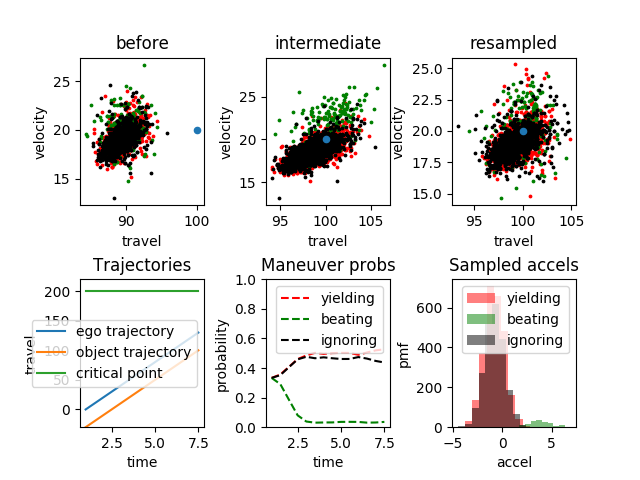 before
intermediate
resampled
velocity
25
20
15
90
100
travel
velocity
25
20
15
95
100
105
travel
velocity
25.0
22.5
20.0
17.5
15.0
95
100
105
travel
Trajectories
travel
200
150
100
50
0
ego trajectory
object trajectory
critical point
2.5
5.0
7.5
time
Maneuver probs
probability
1.0
0.8
0.6
0.4
0.2
0.0
yielding
beating
ignoring
2.5
5.0
7.5
time
Sampled accels
pmf
600
400
200
0
yielding
beating
ignoring
−5
0
5
accel